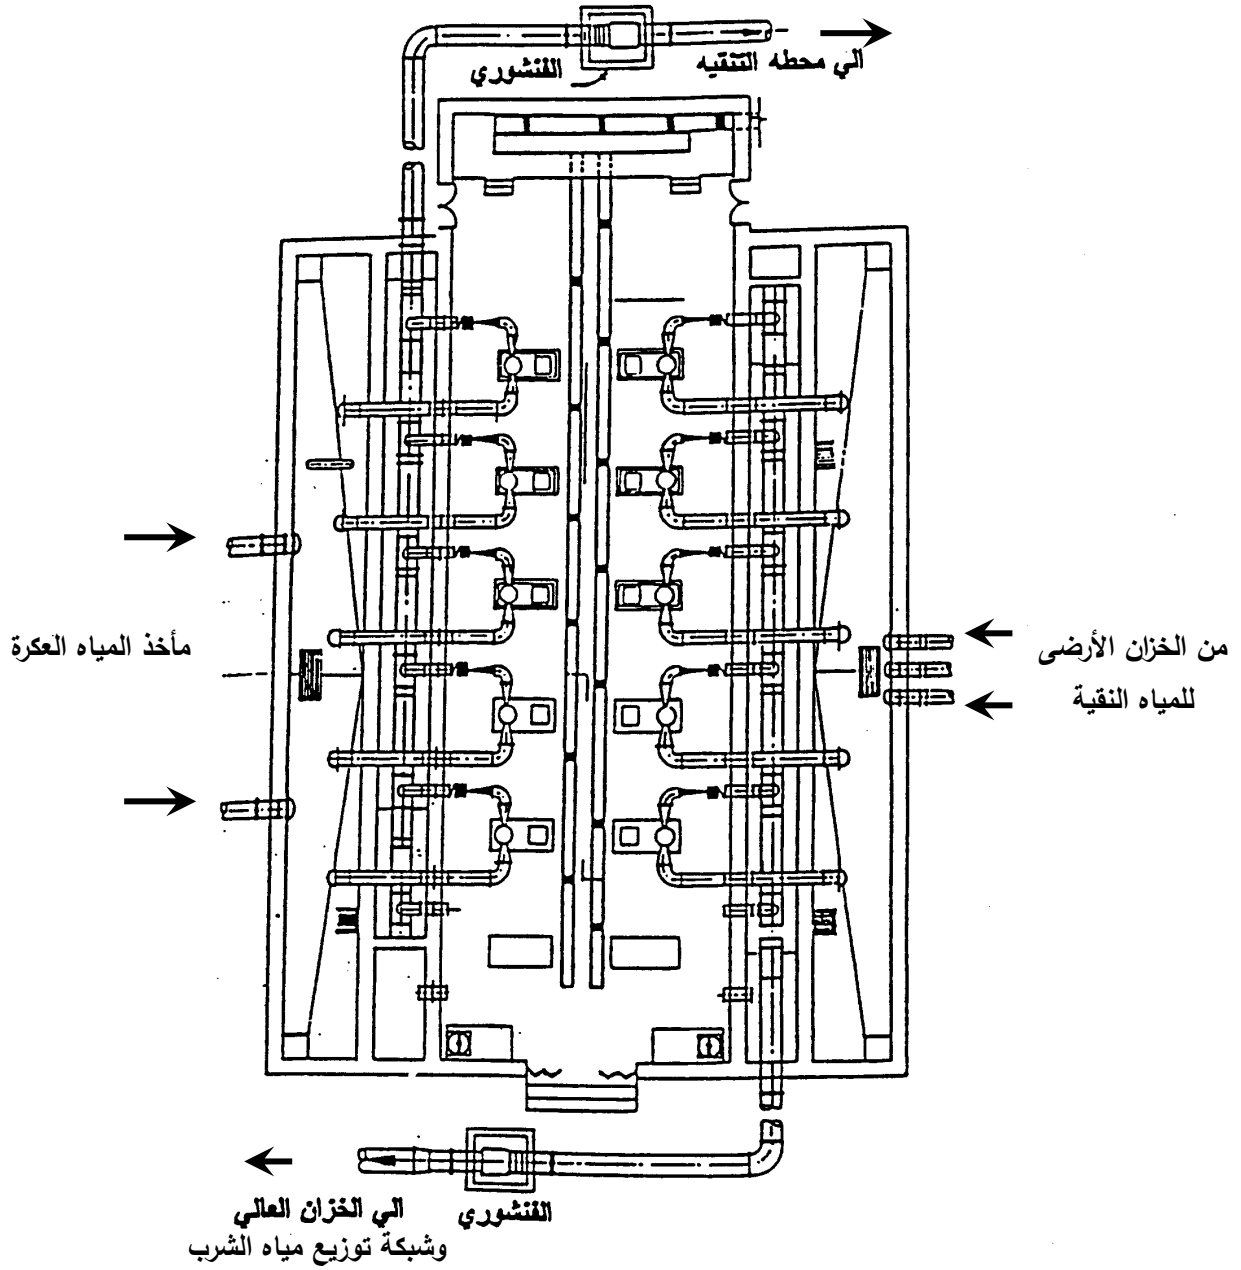 الي محطه التنقيه
الفنشوري
مأخذ المياه العكرة
من الخزان الأرضى
للمياه النقية
الفنشوري
الي الخزان العالي
وشبكة توزيع مياه الشرب